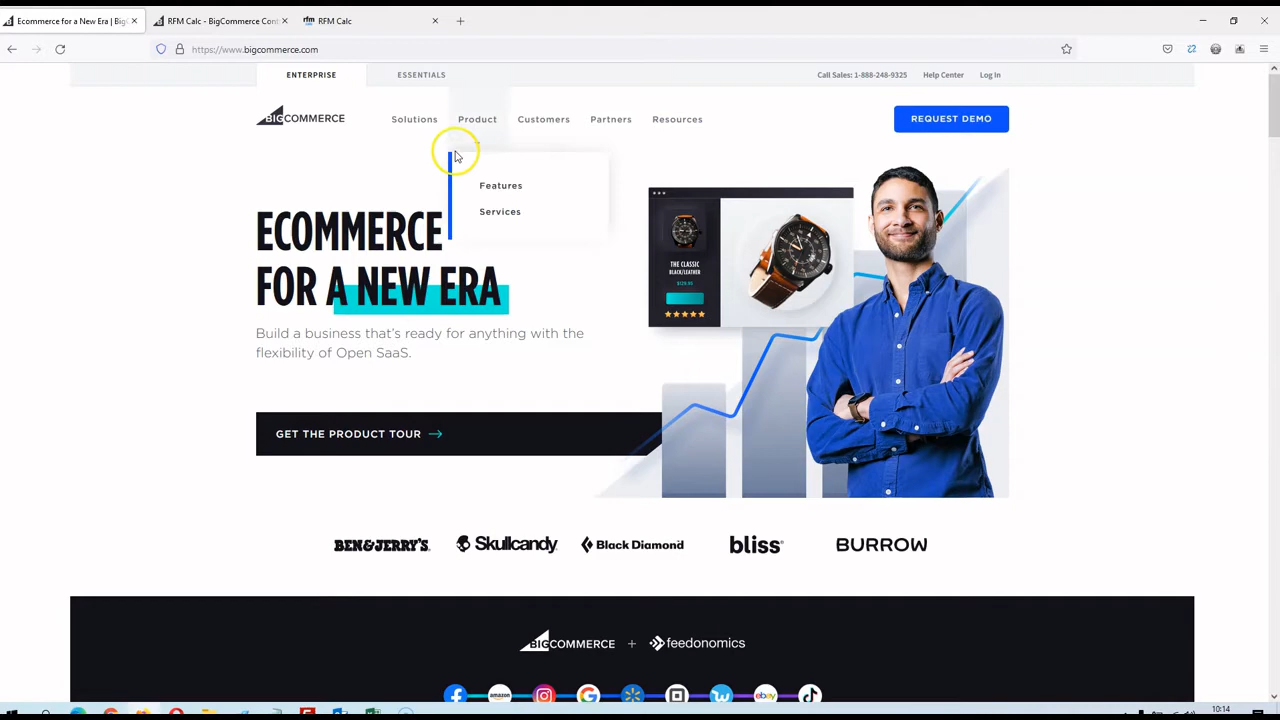 Ecommerce for a New Era | Big
RFM Calc - BigCommerce Cont
rfm
RFM Calc
https://www.bigcommerce.com
ENTERPRISE
ESSENTIALS
Call Sales: 1-888-248-9325
Help Center
Log In
BIGCOMMERCE
Solutions
Product
Customers
Partners
Resources
REQUEST DEMO
Features
Services
ECOMMERCE
FOR A NEW ERA
Build a business that's ready for anything with the
flexibility of Open SaaS.
GET THE PRODUCT TOUR
THE CLASSIC
BLACK/LEATHER
BEN&JERRY'S
Skullcandy
Black Diamond
bliss
BURROW
BIGCOMMERCE + feedonomics
amazon
ebay
10:14